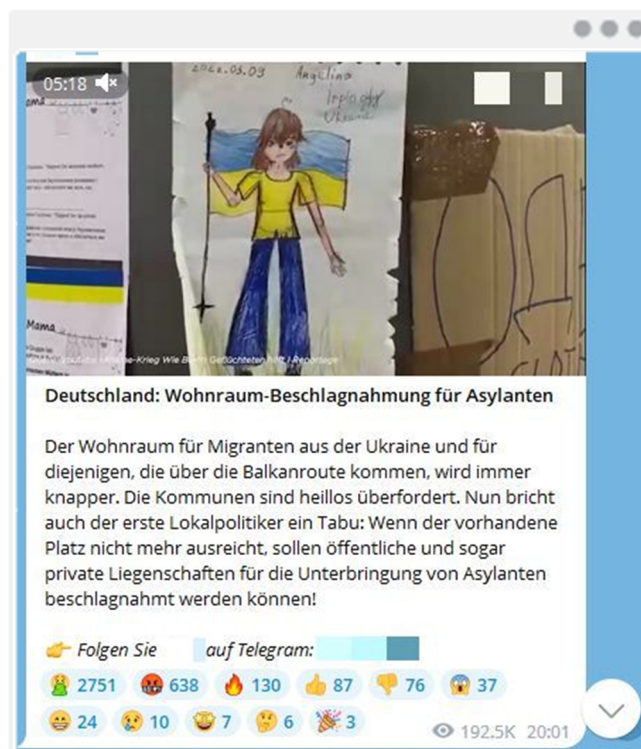 05:18
2022.03.09 Angelina
Mama
Mama
Deutschland: Wohnraum-Beschlagnahmung für Asylanten
Der Wohnraum für Migranten aus der Ukraine und für
diejenigen, die über die Balkanroute kommen, wird immer
knapper. Die Kommunen sind heillos überfordert. Nun bricht
auch der erste Lokalpolitiker ein Tabu: Wenn der vorhandene
Platz nicht mehr ausreicht, sollen öffentliche und sogar
private Liegenschaften für die Unterbringung von Asylanten
beschlagnahmt werden können!
Folgen Sie auf Telegram:
2751 638 130 87 76 37
24 10 7 6 3
192.5K 20:01